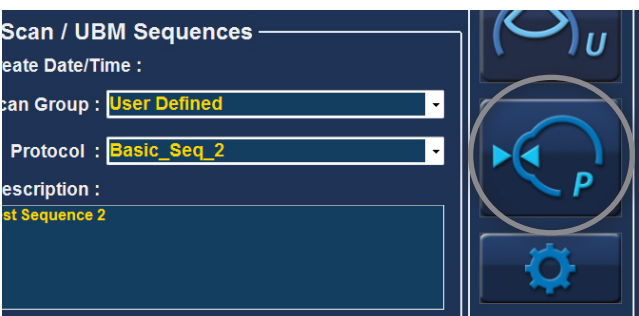 Scan / UBM Sequences
eate Date/Time :
can Group : User Defined
Protocol : Basic_Seq_2
escription :
st Sequence 2
U
P